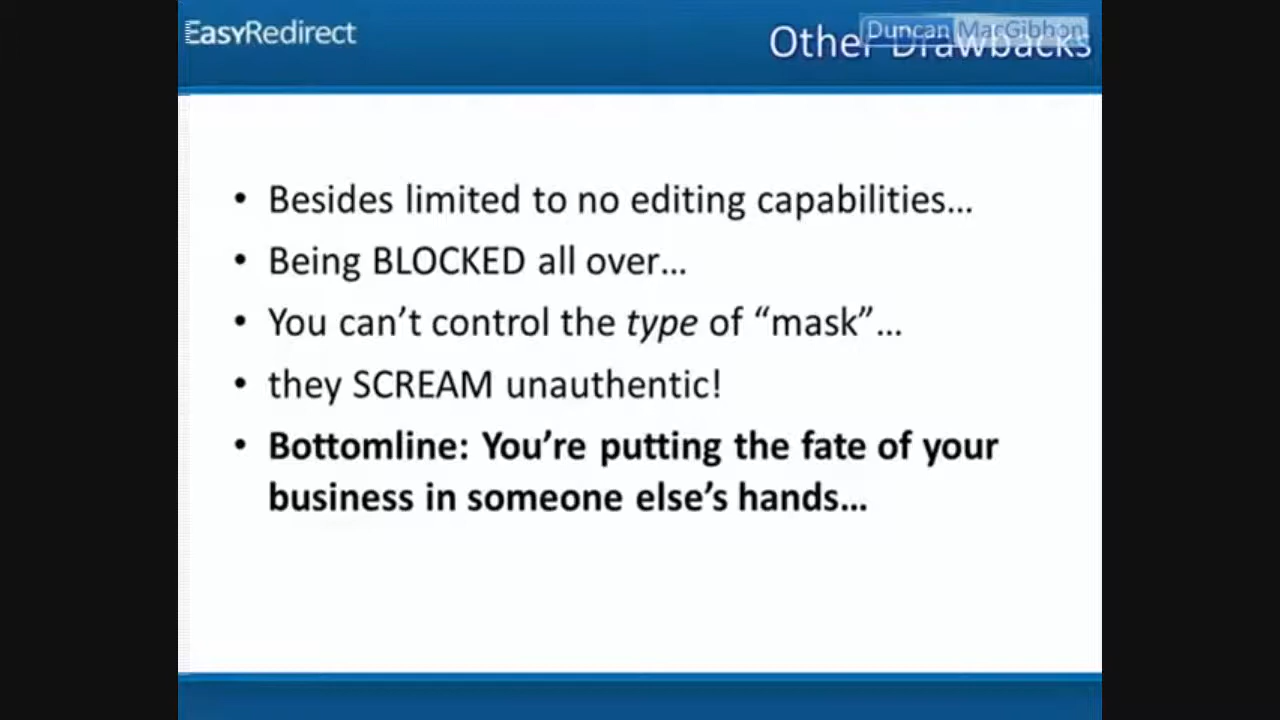 EasyRedirect
Duncan MacGibbon
Other Drawbacks
• Besides limited to no editing capabilities…
• Being BLOCKED all over…
• You can’t control the type of “mask”…
• they SCREAM unauthentic!
• Bottomline: You’re putting the fate of your
business in someone else’s hands…